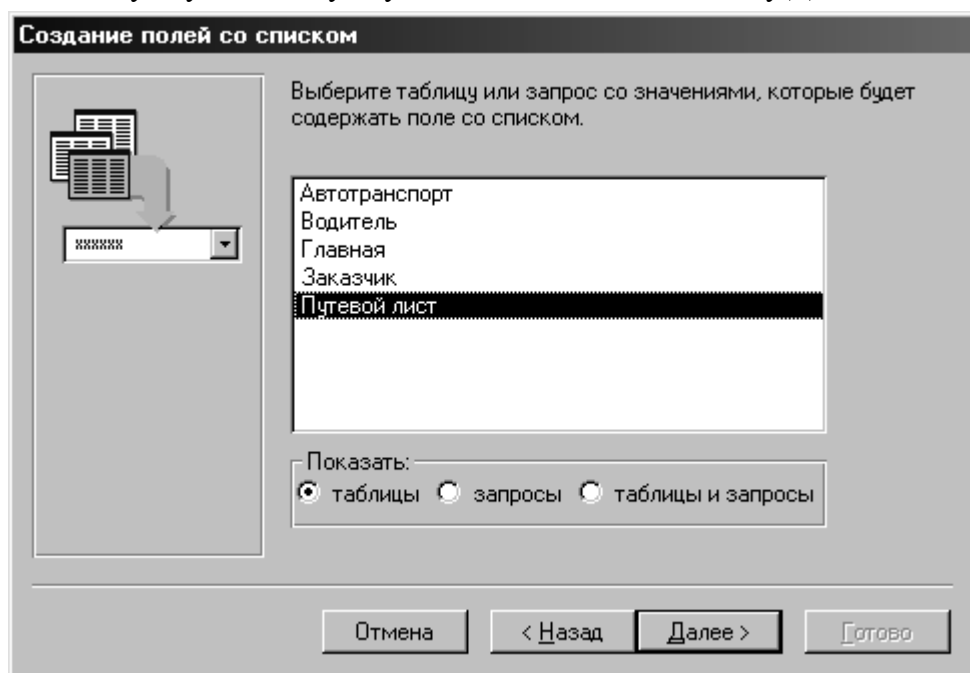 Создание полей со списком
Выберите таблицу или запрос со значениями, которые будет
содержать поле со списком.
xxxxxx
Автотранспорт
Водитель
Главная
Заказчик
Путевой лист
Показать:
таблицы запросы таблицы и запросы
Отмена < Назад Далее > Готово